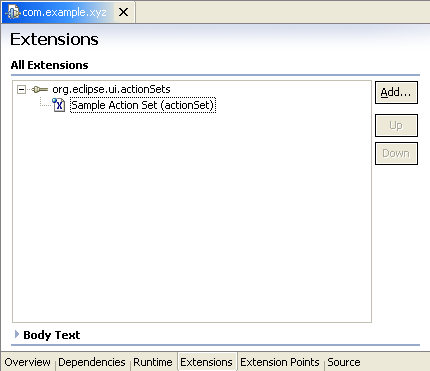 com.example.xyz
Extensions
All Extensions
org.eclipse.ui.actionSets
Sample Action Set (actionSet)
Add...
Up
Down
Body Text
Overview Dependencies Runtime Extensions Extension Points Source